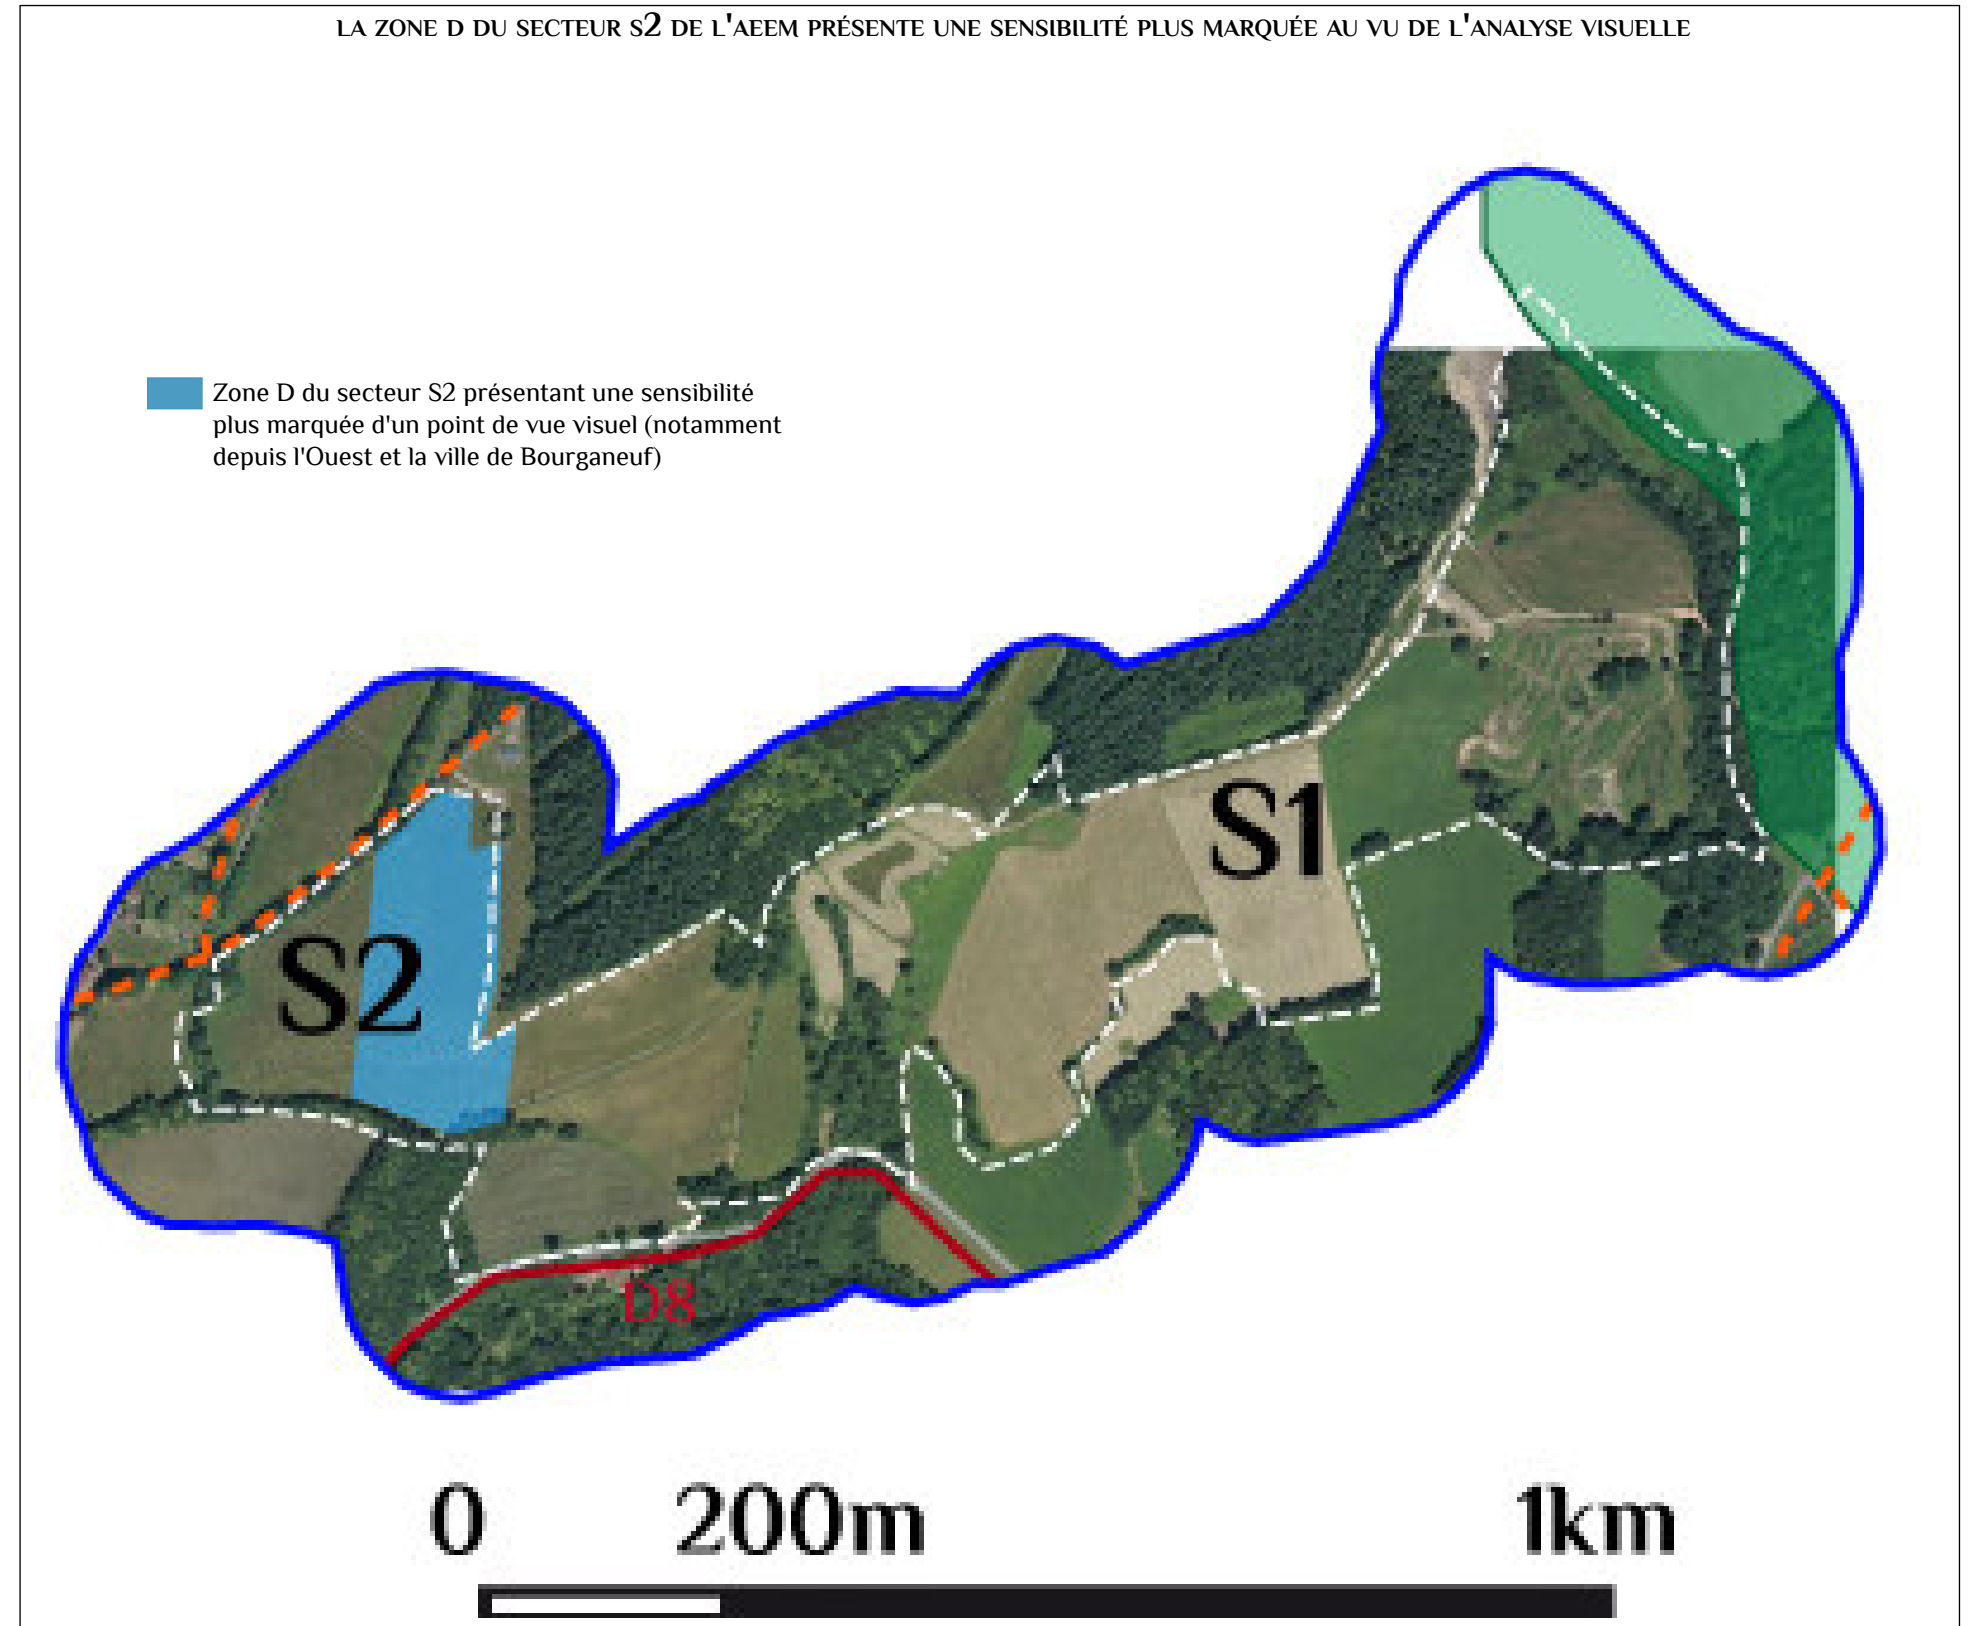 LA ZONE D DU SECTEUR S2 DE L'AEEM PRÉSENTE UNE SENSIBILITÉ PLUS MARQUÉE AU VU DE L'ANALYSE VISUELLE
Zone D du secteur S2 présentant une sensibilité
plus marquée d'un point de vue visuel (notamment
depuis l'Ouest et la ville de Bourganeuf)
S1
S2
D8
0 200m 1km